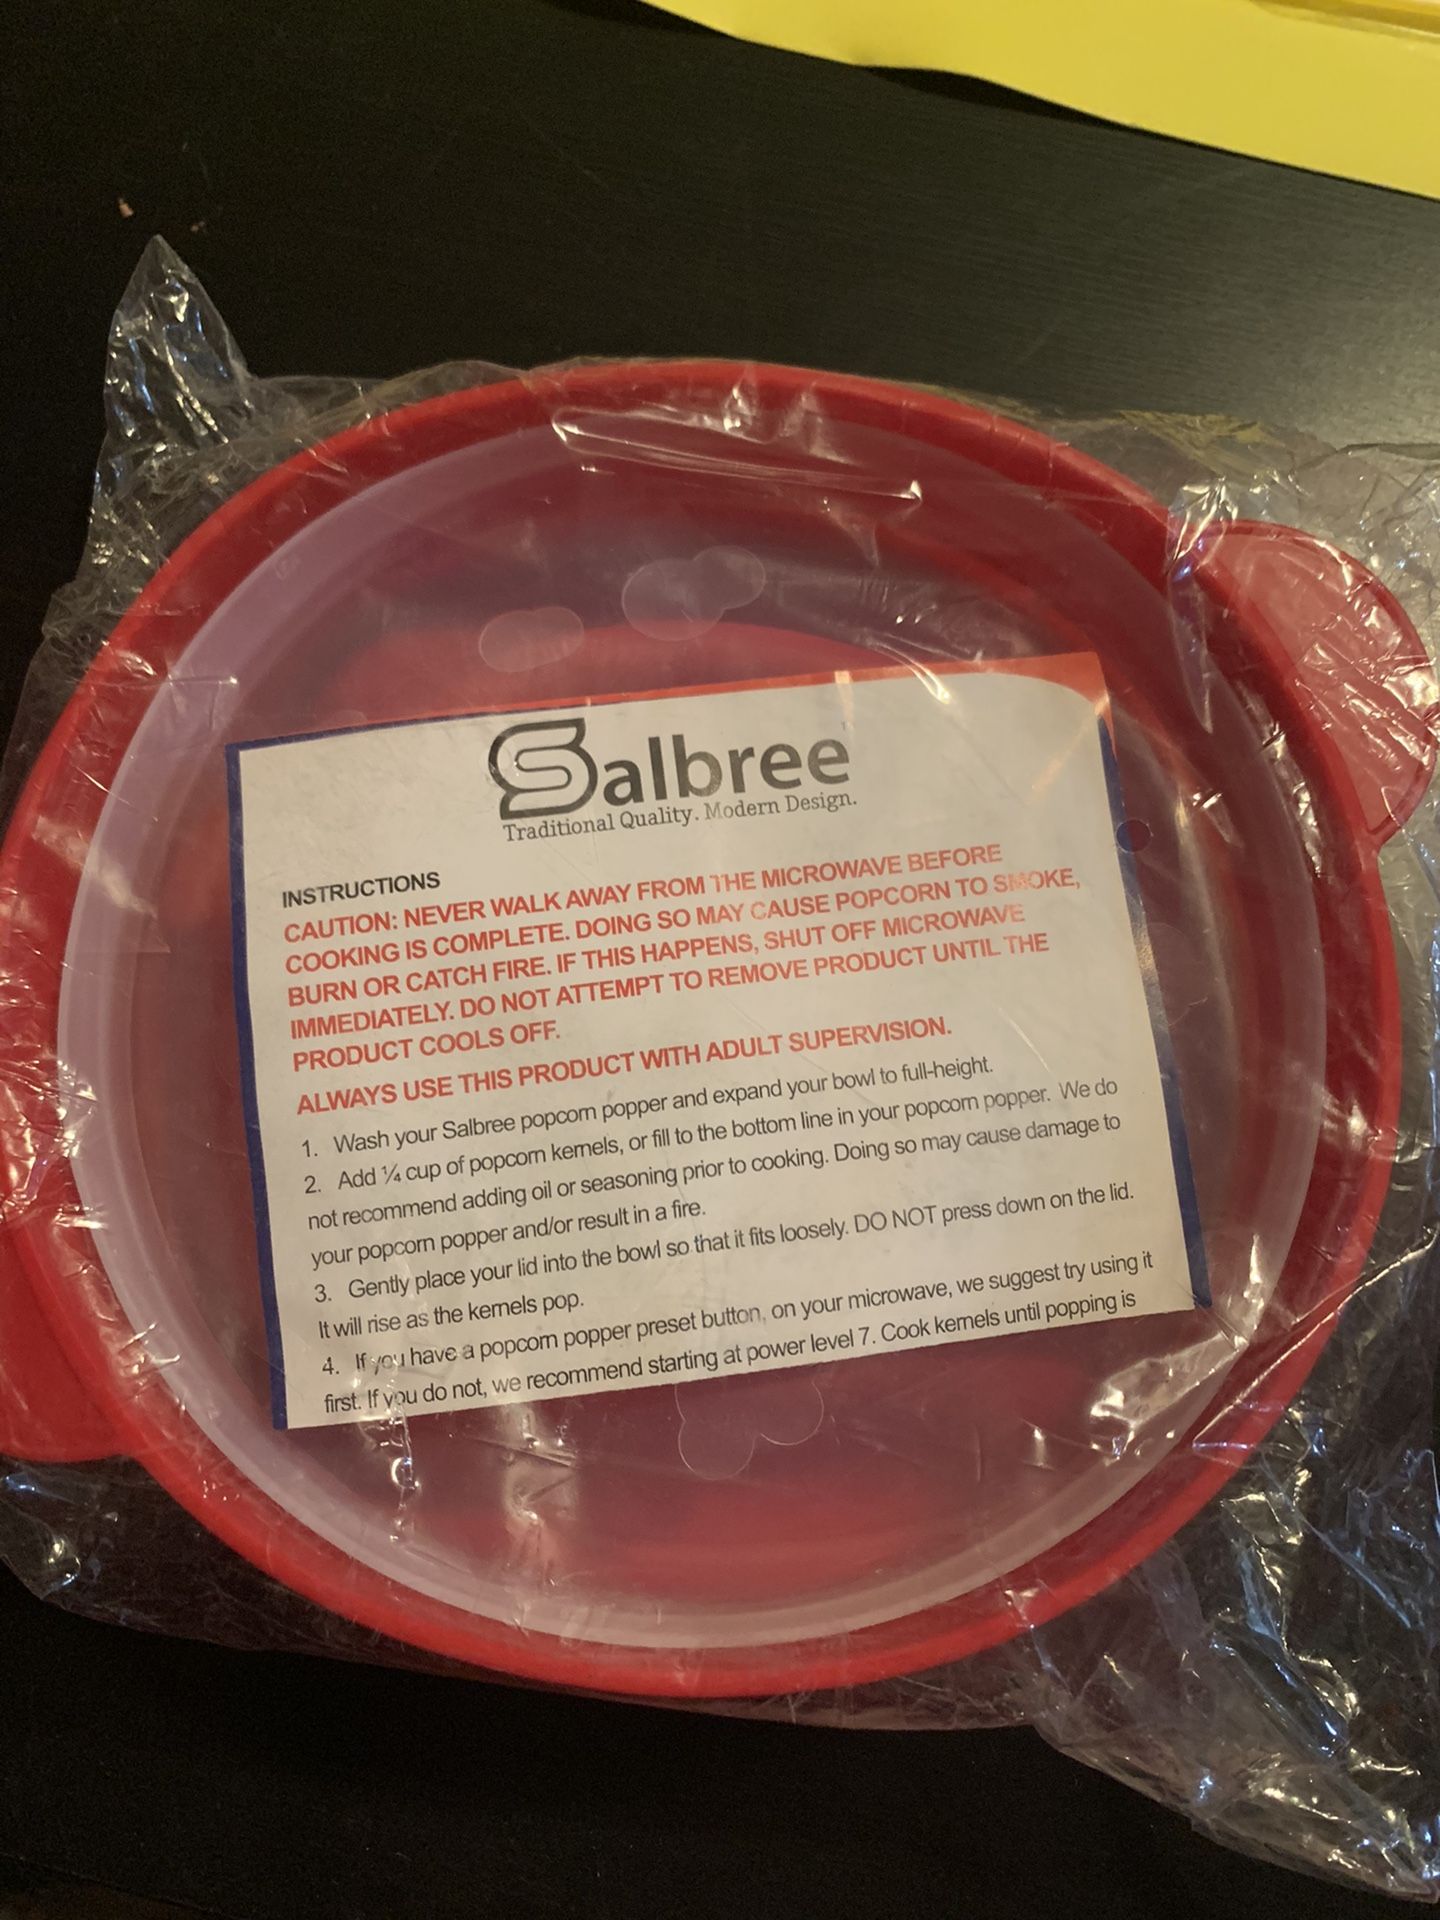 Salbree
Traditional Quality. Modern Design.
INSTRUCTIONS
CAUTION: NEVER WALK AWAY FROM THE MICROWAVE BEFORE
COOKING IS COMPLETE. DOING SO MAY CAUSE POPCORN TO SMOKE,
BURN OR CATCH FIRE. IF THIS HAPPENS, SHUT OFF MICROWAVE
IMMEDIATELY. DO NOT ATTEMPT TO REMOVE PRODUCT UNTIL THE
PRODUCT COOLS OFF.
ALWAYS USE THIS PRODUCT WITH ADULT SUPERVISION.
1. Wash your Salbree popcorn popper and expand your bowl to full-height.
2. Add ¼ cup of popcorn kernels, or fill to the bottom line in your popcorn popper. We do
not recommend adding oil or seasoning prior to cooking. Doing so may cause damage to
your popcorn popper and/or result in a fire.
3. Gently place your lid into the bowl so that it fits loosely. DO NOT press down on the lid.
It will rise as the kernels pop.
4. If you have a popcorn popper preset button, on your microwave, we suggest try using it
first. If you do not, we recommend starting at power level 7. Cook kernels until popping is